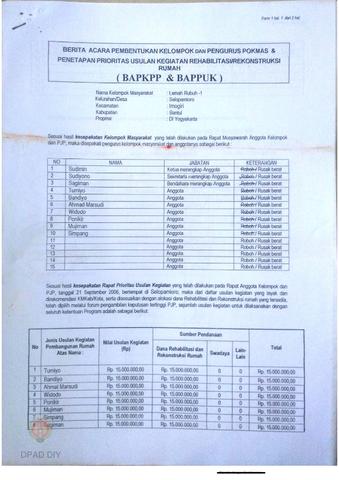 Form 1 hal. 1 dari 2 hal.
BERITA ACARA PEMBENTUKAN KELOMPOK DAN PENGURUS POKMAS &
PENETAPAN PRIORITAS USULAN KEGIATAN REHABILITASI/REKONSTRUKSI
RUMAH
( BAPKPP & BAPPUK )
Nama Kelompok Masyarakat : Lemah Rubuh -1
Kelurahan/Desa : Selopamioro
Kecamatan : Imogiri
Kabupaten : Bantul
Propinsi : DI Yogyakarta
Sesuai hasil kesepakatan Kelompok Masyarakat yang telah dilakukan pada Rapat Musyawarah Anggota Kelompok
dan PJP, maka disepakati pengurus kelompok masyarakat dan anggotanya sebagai berikut :
NO NAMA JABATAN KETERANGAN
1 Sudimin Ketua merangkap Anggota Roboh / Rusak berat
2 Sudiyono Sekretaris merangkap Anggota Roboh / Rusak berat
3 Sagiman Bendahara merangkap Anggota Roboh / Rusak berat
4 Tumiyo Anggota Roboh / Rusak berat
5 Bandiyo Anggota Roboh / Rusak berat
6 Ahmad Marsudi Anggota Roboh / Rusak berat
7 Widodo Anggota Roboh / Rusak berat
8 Ponikir Anggota Roboh / Rusak berat
9 Mujiman Anggota Roboh / Rusak berat
10 Simpang Anggota Roboh / Rusak berat
11 Anggota Roboh / Rusak berat
12 Anggota Roboh / Rusak berat
13 Anggota Roboh / Rusak berat
14 Anggota Roboh / Rusak berat
15 Anggota Roboh / Rusak berat
Sesuai hasil kesepakatan Rapat Prioritas Usulan Kegiatan yang telah dilakukan pada Rapat Anggota Kelompok dan
PJP, tanggal 21 September 2006, bertempat di Selopamioro; maka dari daftar usulan kegiatan yang layak dan
direkomendasi KMKab/Kota, serta disesuaikan dengan alokasi dana Rehabilitasi dan Rekonstruksi rumah yang tersedia,
telah dipilih melalui forum pengambilan keputusan tertinggi PJP, sejumlah usulan kegiatan untuk dilaksanakan dengan
seluruh ketentuan Program adalah sebagai berikut:
No Jenis Usulan Kegiatan Pembangunan Rumah Atas Nama : Nilai Usulan Kegiatan (Rp) Sumber Pendanaan Total
Dana Rehabilitasi dan Rekonstruksi Rumah Swadaya Lain-Lain
1 Tumiyo Rp. 15.000.000,00 Rp. 15.000.000,00 0 0 Rp. 15.000.000,00
2 Bandiyo Rp. 15.000.000,00 Rp. 15.000.000,00 0 0 Rp. 15.000.000,00
3 Ahmat Marsudi Rp. 15.000.000,00 Rp. 15.000.000,00 0 0 Rp. 15.000.000,00
4 Widodo Rp. 15.000.000,00 Rp. 15.000.000,00 0 0 Rp. 15.000.000,00
5 Ponikir Rp. 15.000.000,00 Rp. 15.000.000,00 0 0 Rp. 15.000.000,00
6 Mujiman Rp. 15.000.000,00 Rp. 15.000.000,00 0 0 Rp. 15.000.000,00
Simpang Rp. 15.000.000,00 Rp. 15.000.000,00 0 0 Rp. 15.000.000,00
Sagiman Rp. 15.000.000,00 Rp. 15.000.000,00 0 0 Rp. 15.000.000,00
DPAD DIY